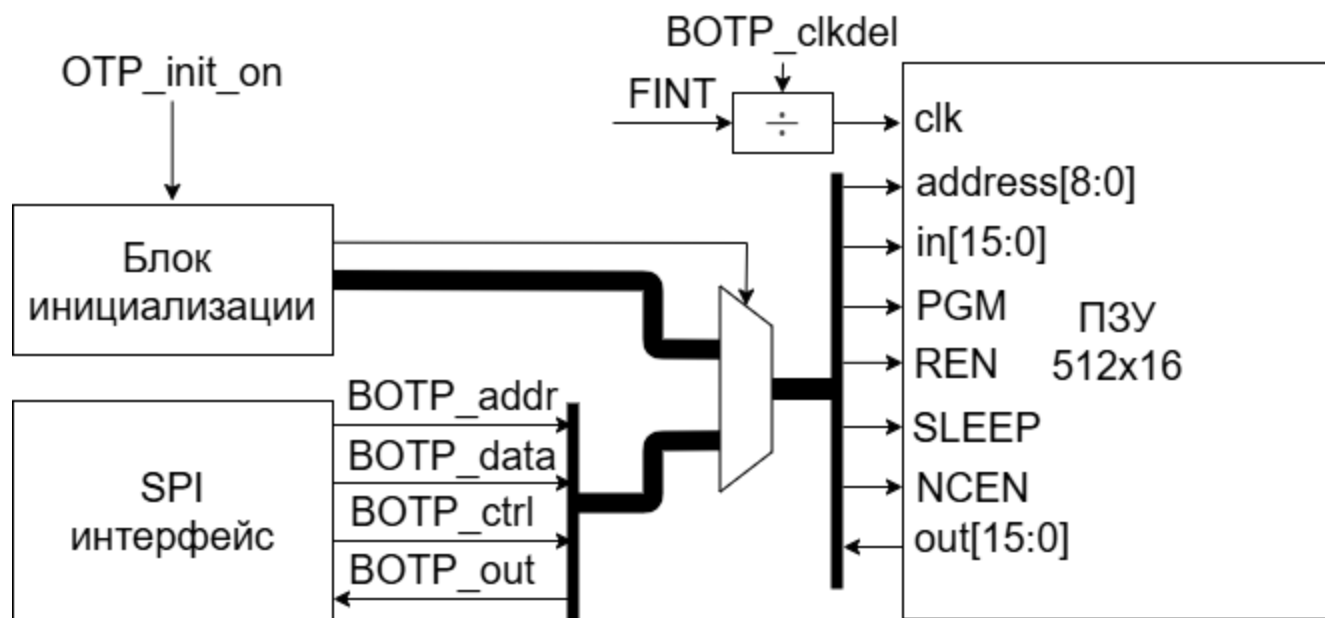 BOTP_clkdel
OTP_init_on
FINT
÷
clk
address[8:0]
in[15:0]
PGM
REN
SLEEP
NCEN
out[15:0]
ПЗУ
512x16
Блок
инициализации
BOTP_addr
BOTP_data
BOTP_ctrl
BOTP_out
SPI
интерфейс